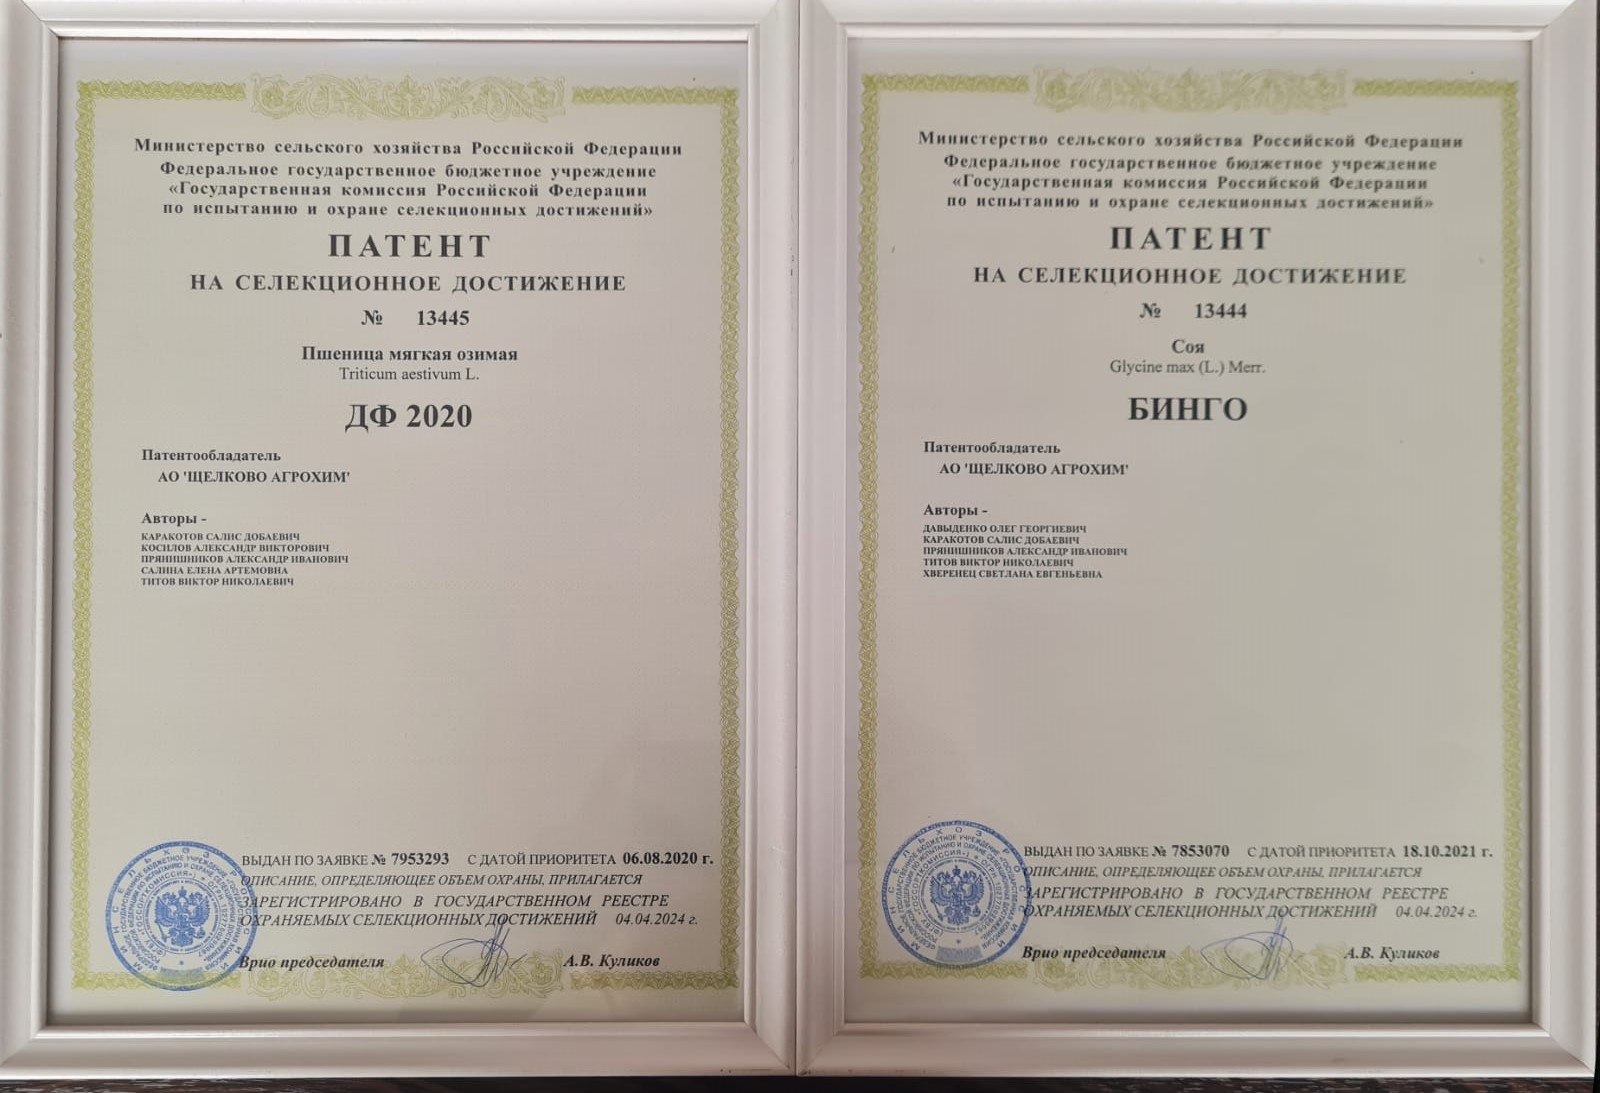 Министерство сельского хозяйства Российской Федерации
Федеральное государственное бюджетное учреждение
«Государственная комиссия Российской Федерации
по испытанию и охране селекционных достижений»
ПАТЕНТ
НА СЕЛЕКЦИОННОЕ ДОСТИЖЕНИЕ
№ 13445
Пшеница мягкая озимая
Triticum aestivum L.
ДФ 2020
Патентообладатель
АО 'ЩЕЛКОВО АГРОХИМ'
Авторы -
КАРАКОТОВ САЛИС ДОБАЕВИЧ
КОСИЛОВ АЛЕКСАНДР ВИКТОРОВИЧ
ПРЯНИШНИКОВ АЛЕКСАНДР ИВАНОВИЧ
САЛИНА ЕЛЕНА АРТЕМОВНА
ТИТОВ ВИКТОР НИКОЛАЕВИЧ
ВЫДАН ПО ЗАЯВКЕ № 7953293 С ДАТОЙ ПРИОРИТЕТА 06.08.2020 г.
ОПИСАНИЕ, ОПРЕДЕЛЯЮЩЕЕ ОБЪЕМ ОХРАНЫ, ПРИЛАГАЕТСЯ
ЗАРЕГИСТРИРОВАНО В ГОСУДАРСТВЕННОМ РЕЕСТРЕ
ОХРАНЯЕМЫХ СЕЛЕКЦИОННЫХ ДОСТИЖЕНИЙ 04.04.2024 г.
Врио председателя А.В. Куликов
Министерство сельского хозяйства Российской Федерации
Федеральное государственное бюджетное учреждение
«Государственная комиссия Российской Федерации
по испытанию и охране селекционных достижений»
ПАТЕНТ
НА СЕЛЕКЦИОННОЕ ДОСТИЖЕНИЕ
№ 13444
Соя
Glycine max (L.) Merr.
БИНГО
Патентообладатель
АО 'ЩЕЛКОВО АГРОХИМ'
Авторы -
ДАВЫДЕНКО ОЛЕГ ГЕОРГИЕВИЧ
КАРАКОТОВ САЛИС ДОБАЕВИЧ
ПРЯНИШНИКОВ АЛЕКСАНДР ИВАНОВИЧ
ТИТОВ ВИКТОР НИКОЛАЕВИЧ
ХВЕРЕНЕЦ СВЕТЛАНА ЕВГЕНЬЕВНА
ВЫДАН ПО ЗАЯВКЕ № 7853070 С ДАТОЙ ПРИОРИТЕТА 18.10.2021 г.
ОПИСАНИЕ, ОПРЕДЕЛЯЮЩЕЕ ОБЪЕМ ОХРАНЫ, ПРИЛАГАЕТСЯ
ЗАРЕГИСТРИРОВАНО В ГОСУДАРСТВЕННОМ РЕЕСТРЕ
ОХРАНЯЕМЫХ СЕЛЕКЦИОННЫХ ДОСТИЖЕНИЙ 04.04.2024 г.
Врио председателя А.В. Куликов